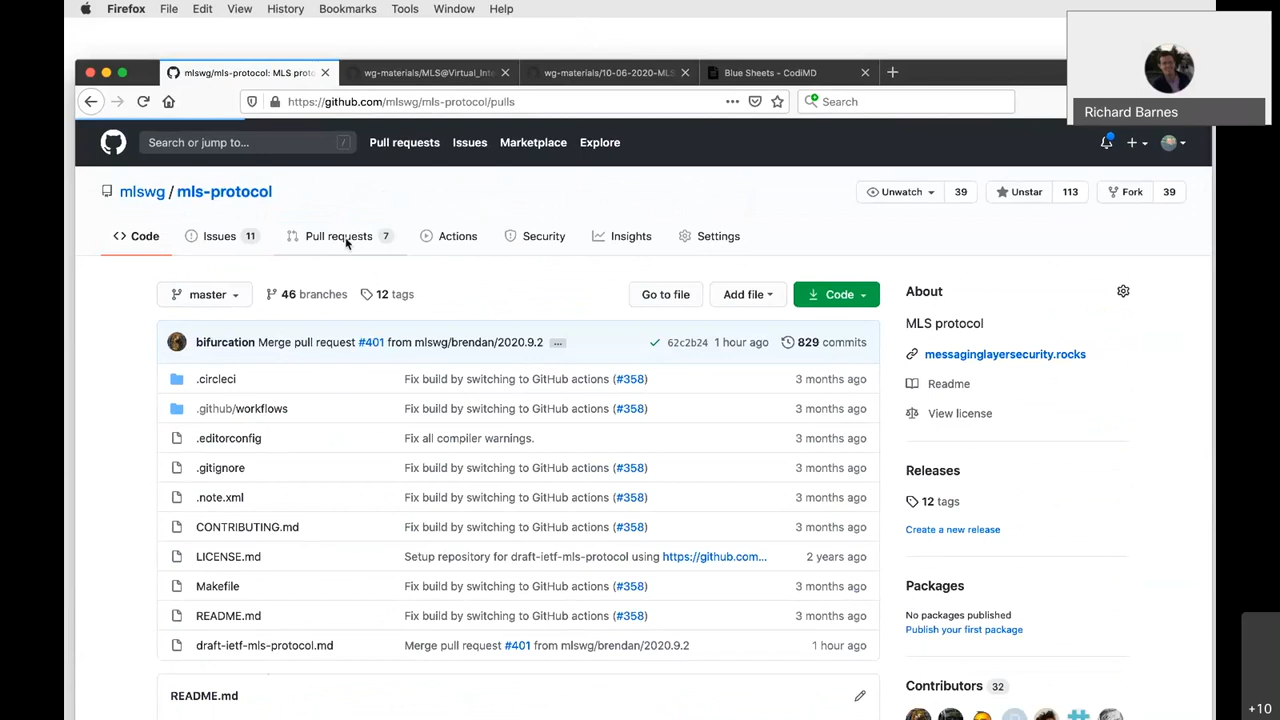 Firefox File Edit View History Bookmarks Tools Window Help
mlswg/mls-protocol: MLS proto
wg-materials/MLS@Virtual_Inte
wg-materials/10-06-2020-MLS
Blue Sheets - CodiMD
https://github.com/mlswg/mls-protocol/pulls
Search
Richard Barnes
Search or jump to... /
Pull requests Issues Marketplace Explore
mlswg / mls-protocol
Unwatch 39
Unstar 113
Fork 39
Code
Issues 11
Pull requests 7
Actions
Security
Insights
Settings
master
46 branches
12 tags
Go to file
Add file
Code
About
MLS protocol
messaginglayersecurity.rocks
Readme
View license
bifurcation Merge pull request #401 from mlswg/brendan/2020.9.2 ... 62c2b24 1 hour ago 829 commits
.circleci Fix build by switching to GitHub actions (#358) 3 months ago
.github/workflows Fix build by switching to GitHub actions (#358) 3 months ago
.editorconfig Fix all compiler warnings. 3 months ago
.gitignore Fix build by switching to GitHub actions (#358) 3 months ago
.note.xml Fix build by switching to GitHub actions (#358) 3 months ago
CONTRIBUTING.md Fix build by switching to GitHub actions (#358) 3 months ago
LICENSE.md Setup repository for draft-ietf-mls-protocol using https://github.com... 2 years ago
Makefile Fix build by switching to GitHub actions (#358) 3 months ago
README.md Fix build by switching to GitHub actions (#358) 3 months ago
draft-ietf-mls-protocol.md Merge pull request #401 from mlswg/brendan/2020.9.2 1 hour ago
Releases
12 tags
Create a new release
Packages
No packages published
Publish your first package
Contributors 32
README.md
+10